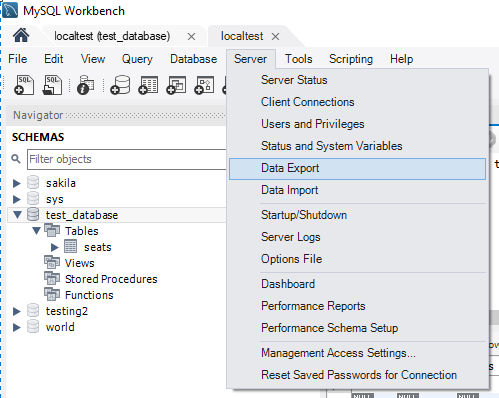 MySQL Workbench
localtest (test_database)
localtest
File Edit View Query Database Server Tools Scripting Help
SQL SQL
Navigator
SCHEMAS
Filter objects
sakila
sys
test_database
Tables
seats
Views
Stored Procedures
Functions
testing2
world
Server Status
Client Connections
Users and Privileges
Status and System Variables
Data Export
Data Import
Startup/Shutdown
Server Logs
Options File
Dashboard
Performance Reports
Performance Schema Setup
Management Access Settings...
Reset Saved Passwords for Connection
NULL NULL NULL